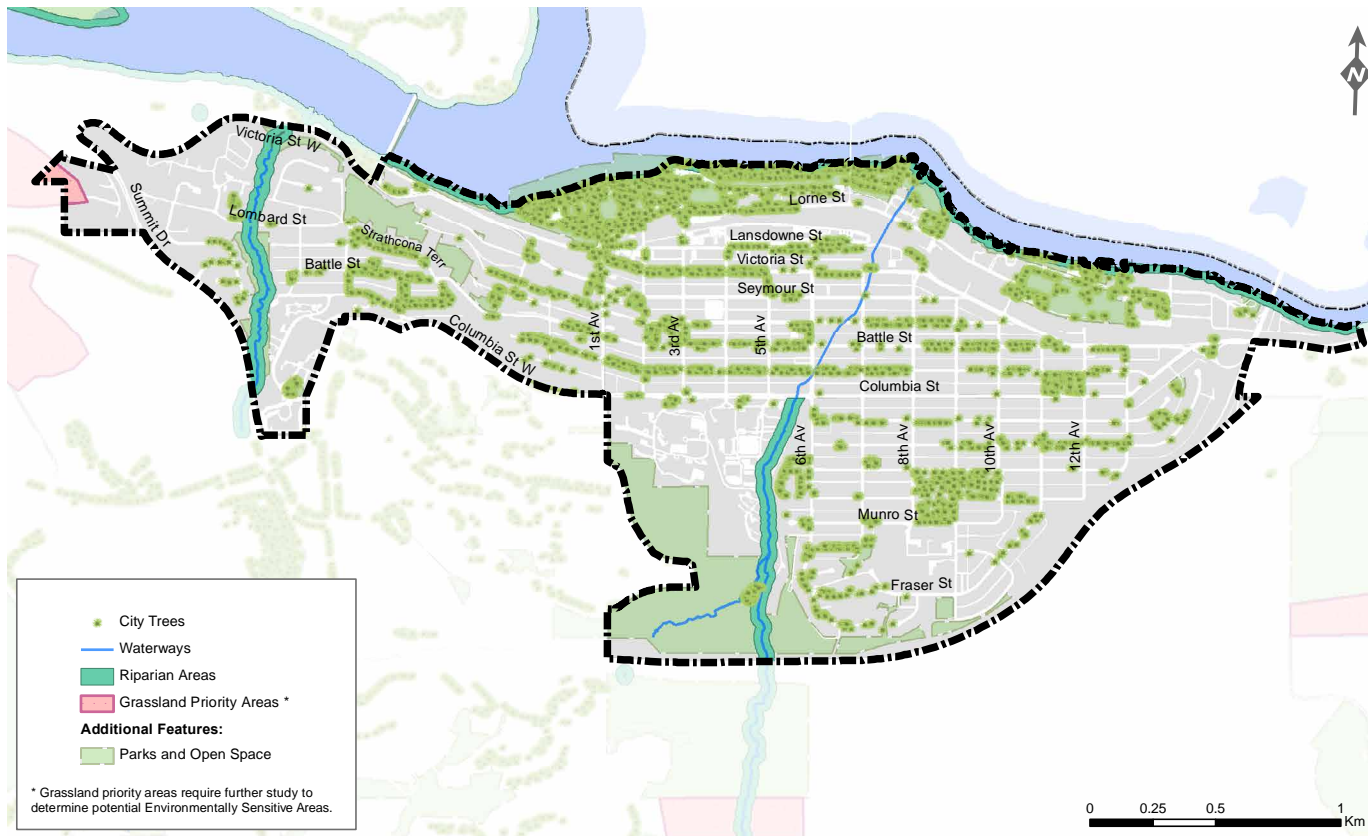 N
Victoria St W
Summit Dr
Lombard St
Strathcona Terr
Battle St
Columbia St W
Lorne St
Lansdowne St
Victoria St
Seymour St
1st Av
3rd Av
5th Av
Battle St
Columbia St
6th Av
8th Av
10th Av
12th Av
Munro St
Fraser St
City Trees
Waterways
Riparian Areas
Grassland Priority Areas *
Additional Features:
Parks and Open Space
* Grassland priority areas require further study to
determine potential Environmentally Sensitive Areas.
0 0.25 0.5 1
Km